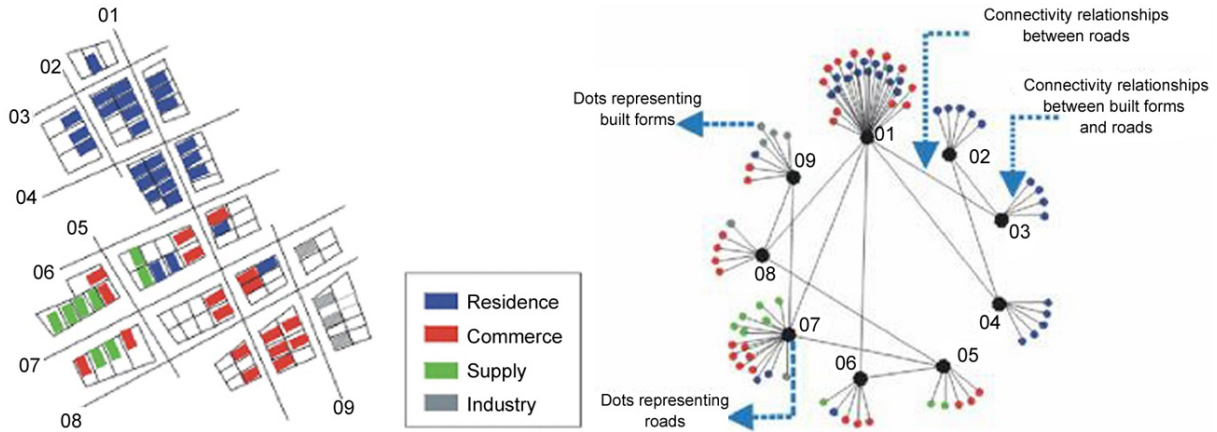 01
02
03
04
05
06
07
08
09
Residence
Commerce
Supply
Industry
Connectivity relationships
between roads
Connectivity relationships
between built forms
and roads
Dots representing
built forms
01
02
09
03
08
04
07
05
06
Dots representing
roads